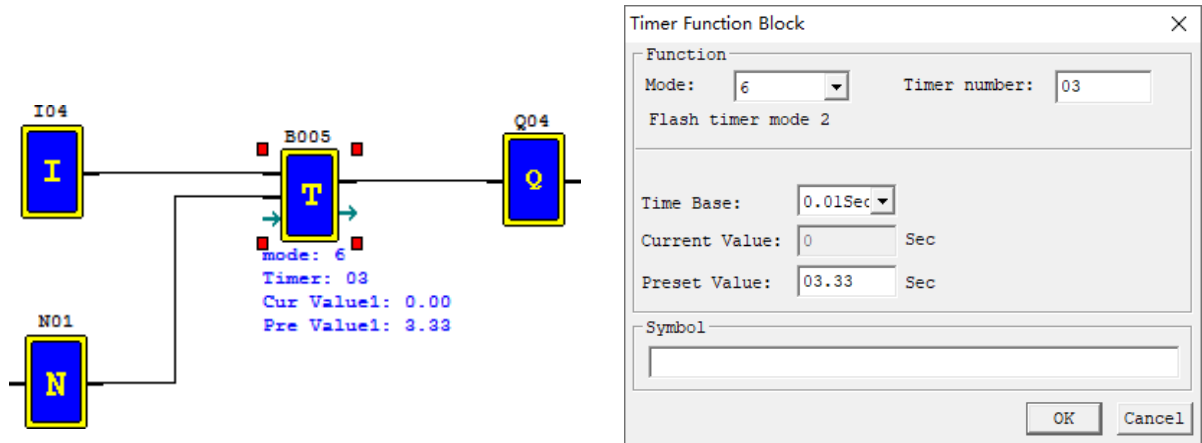 I04
I
B005
T
Q04
Q
mode: 6
Timer: 03
Cur Value1: 0.00
Pre Value1: 3.33
N01
N
Timer Function Block
Function
Mode: 6 Timer number: 03
Flash timer mode 2
Time Base: 0.01Sec
Current Value: 0 Sec
Preset Value: 03.33 Sec
Symbol
OK Cancel